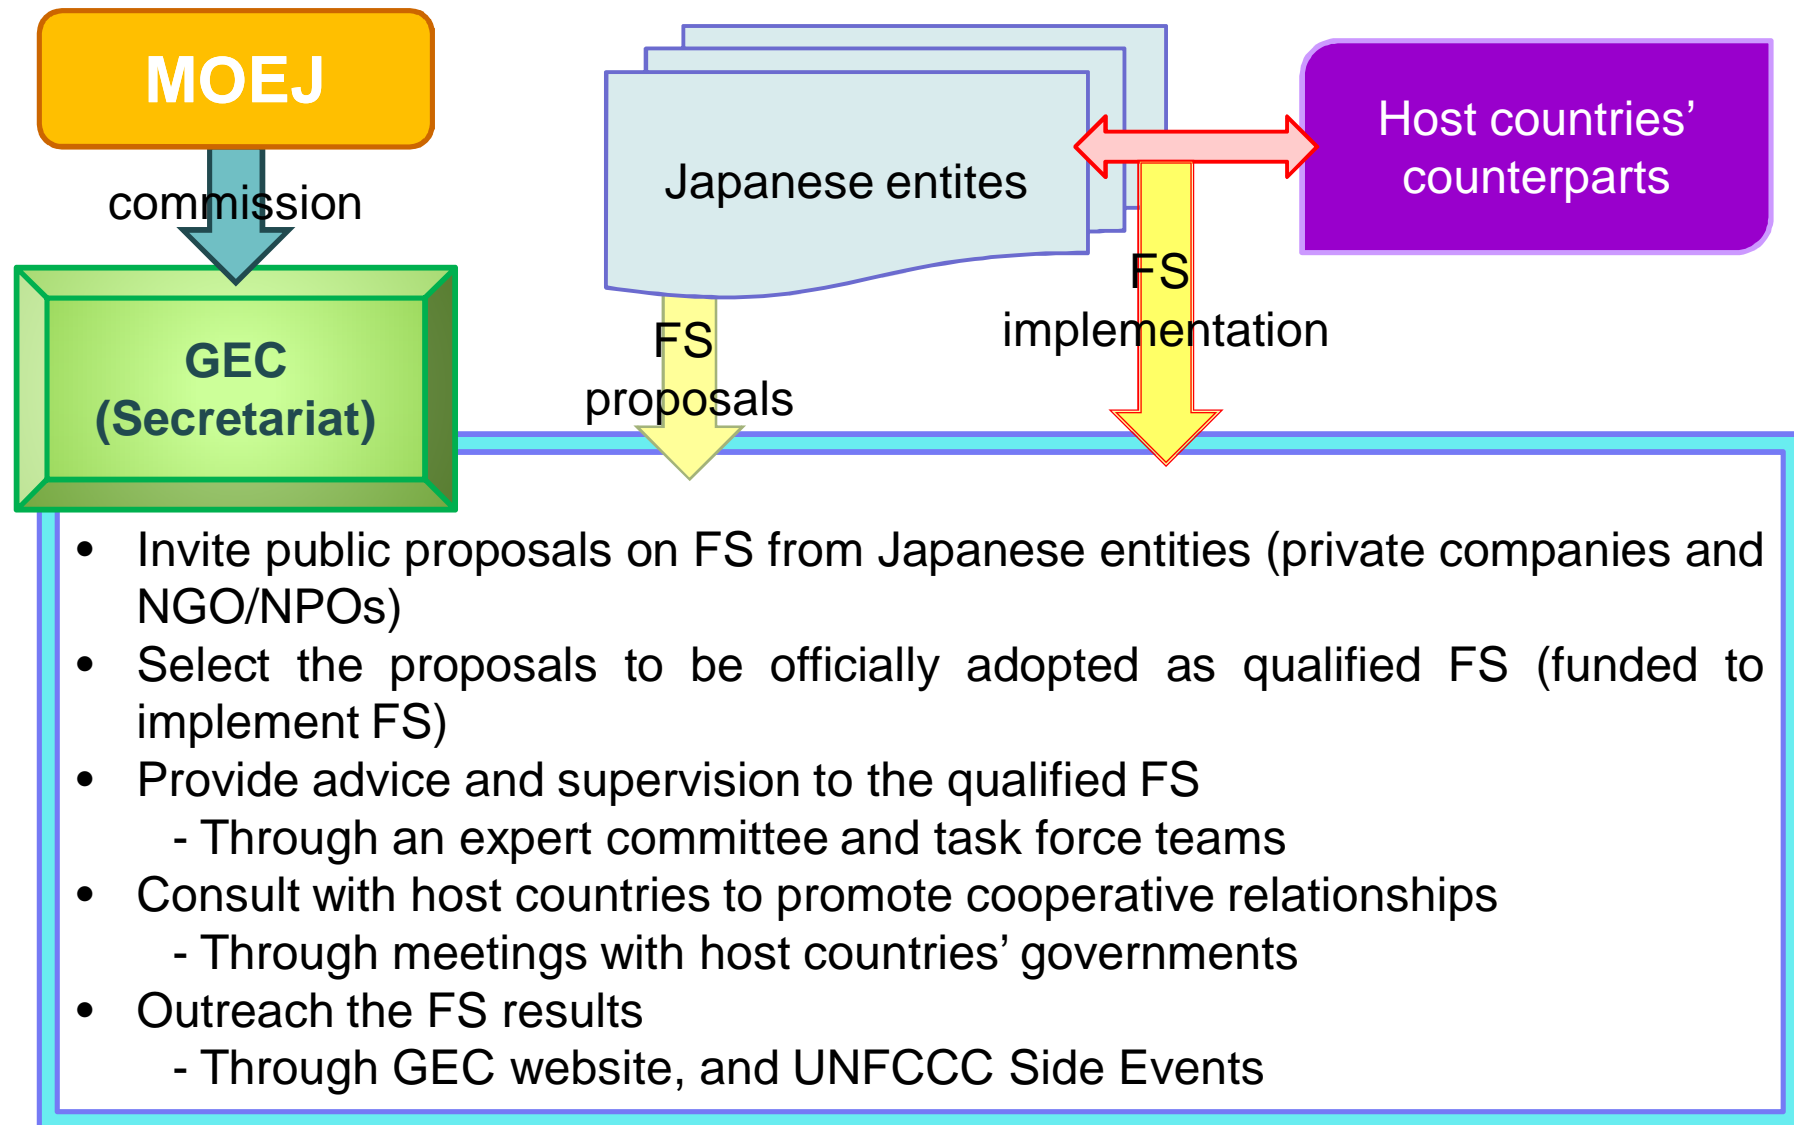 MOEJ
commission
GEC
(Secretariat)
Japanese entites
Host countries’
counterparts
FS
proposals
FS
implementation
• Invite public proposals on FS from Japanese entities (private companies and
NGO/NPOs)
• Select the proposals to be officially adopted as qualified FS (funded to
implement FS)
• Provide advice and supervision to the qualified FS
- Through an expert committee and task force teams
• Consult with host countries to promote cooperative relationships
- Through meetings with host countries’ governments
• Outreach the FS results
- Through GEC website, and UNFCCC Side Events